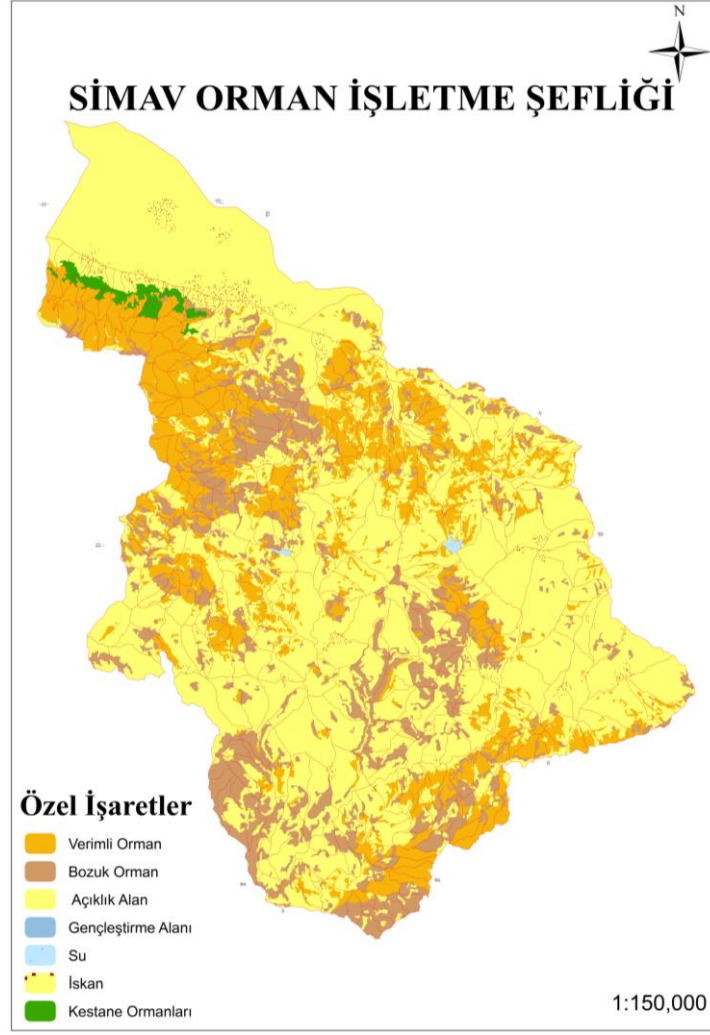 N
SİMAV ORMAN İŞLETME ŞEFLİĞİ
Özel İşaretler
Verimli Orman
Bozuk Orman
Açıklık Alan
Gençleştirme Alanı
Su
İskan
Kestane Ormanları
1:150,000